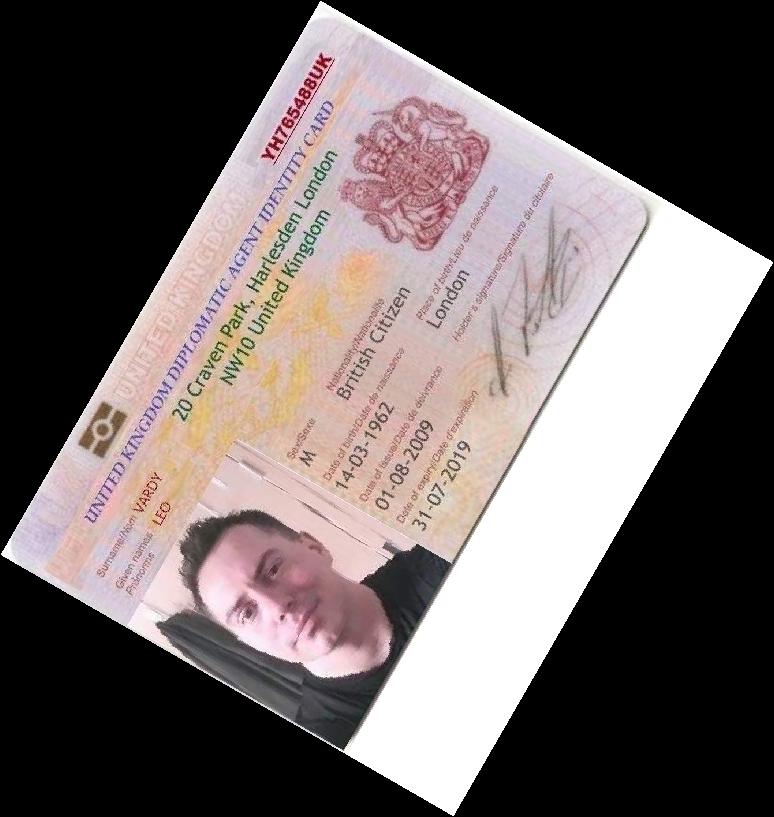 YH765488UK
UNITED KINGDOM
UNITED KINGDOM DIPLOMATIC AGENT IDENTITY CARD
20 Craven Park, Harlesden London
NW10 United Kingdom
Surname/Nom VARDY
Given names LEO
Prénoms
Sex/Sexe
M
Nationality/Nationalité
British Citizen
Date of birth/Date de naissance
14-03-1962
Place of birth/Lieu de naissance
London
Date of issue/Date de délivrance
01-08-2009
Holder's signature/Signature du citulaire
Date of expiry/Date d'expiration
31-07-2019